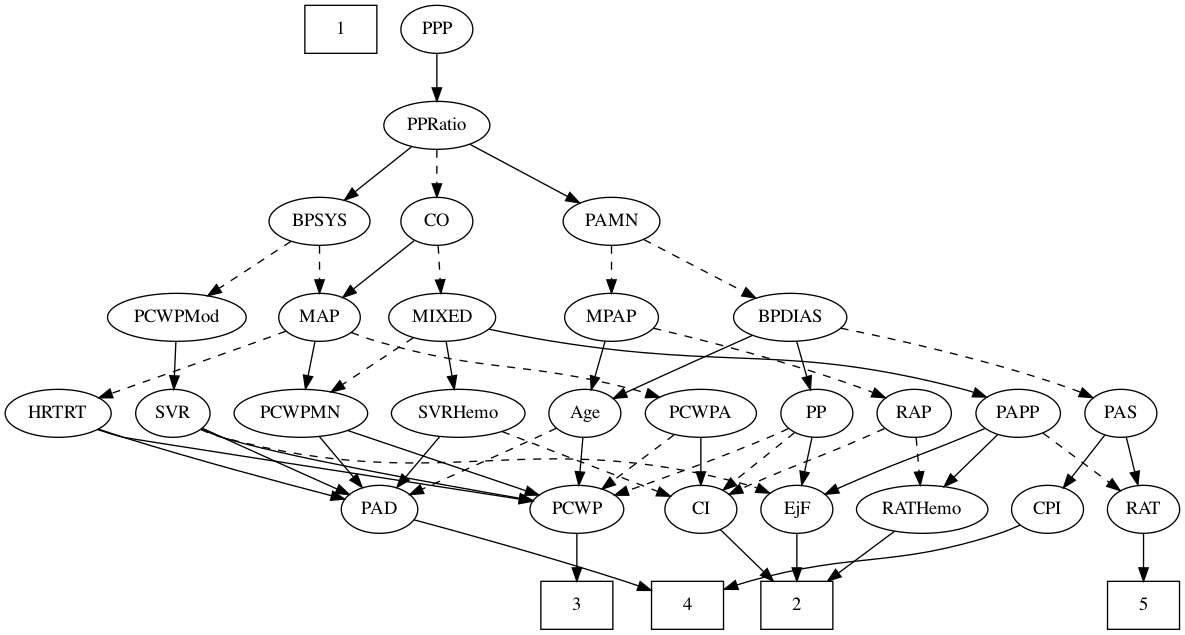 1
PPP
PPRatio
BPSYS
CO
PAMN
PCWPMod
MAP
MIXED
MPAP
BPDIAS
HRTRT
SVR
PCWPMN
SVRHemo
Age
PCWPA
PP
RAP
PAPP
PAS
PAD
PCWP
CI
EjF
RATHemo
CPI
RAT
3
4
2
5